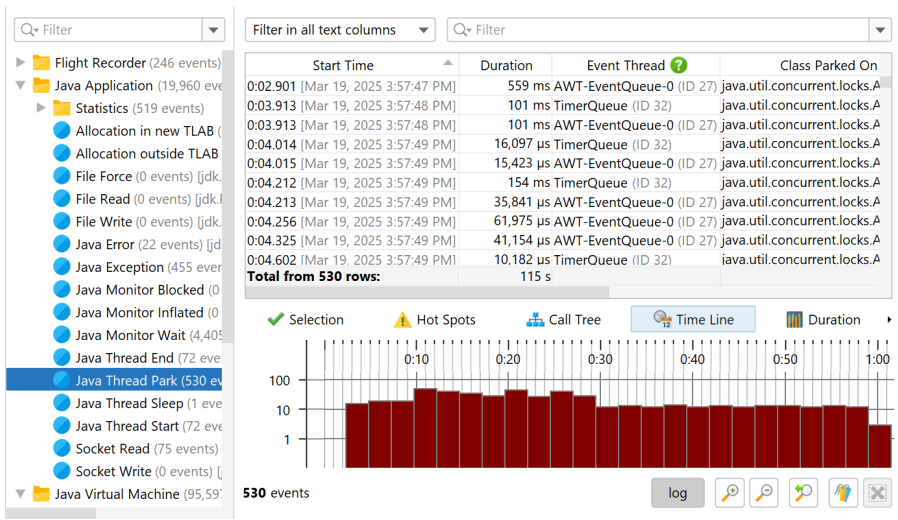 Filter
Flight Recorder (246 events)
Java Application (19,960 eve
Statistics (519 events)
Allocation in new TLAB (
Allocation outside TLAB
File Force (0 events) [jdk.
File Read (0 events) [jdk.
File Write (0 events) [jdk.
Java Error (22 events) [jd
Java Exception (455 ever
Java Monitor Blocked (0
Java Monitor Inflated (0
Java Monitor Wait (4,405
Java Thread End (72 eve
Java Thread Park (530 ev
Java Thread Sleep (1 eve
Java Thread Start (72 eve
Socket Read (75 events)
Socket Write (0 events) [
Java Virtual Machine (95,597
Filter in all text columns Filter
Start Time Duration Event Thread ? Class Parked On
0:02.901 [Mar 19, 2025 3:57:47 PM] 559 ms AWT-EventQueue-0 (ID 27) java.util.concurrent.locks.A
0:03.913 [Mar 19, 2025 3:57:48 PM] 101 ms TimerQueue (ID 32) java.util.concurrent.locks.A
0:03.913 [Mar 19, 2025 3:57:48 PM] 101 ms AWT-EventQueue-0 (ID 27) java.util.concurrent.locks.A
0:04.014 [Mar 19, 2025 3:57:49 PM] 16,097 µs TimerQueue (ID 32) java.util.concurrent.locks.A
0:04.015 [Mar 19, 2025 3:57:49 PM] 15,423 µs AWT-EventQueue-0 (ID 27) java.util.concurrent.locks.A
0:04.212 [Mar 19, 2025 3:57:49 PM] 154 ms TimerQueue (ID 32) java.util.concurrent.locks.A
0:04.213 [Mar 19, 2025 3:57:49 PM] 35,841 µs AWT-EventQueue-0 (ID 27) java.util.concurrent.locks.A
0:04.256 [Mar 19, 2025 3:57:49 PM] 61,975 µs AWT-EventQueue-0 (ID 27) java.util.concurrent.locks.A
0:04.325 [Mar 19, 2025 3:57:49 PM] 41,154 µs AWT-EventQueue-0 (ID 27) java.util.concurrent.locks.A
0:04.602 [Mar 19, 2025 3:57:49 PM] 10,182 µs TimerQueue (ID 32) java.util.concurrent.locks.A
Total from 530 rows: 115 s
Selection Hot Spots Call Tree Time Line Duration
0:10 0:20 0:30 0:40 0:50 1:00
100
10
1
530 events log